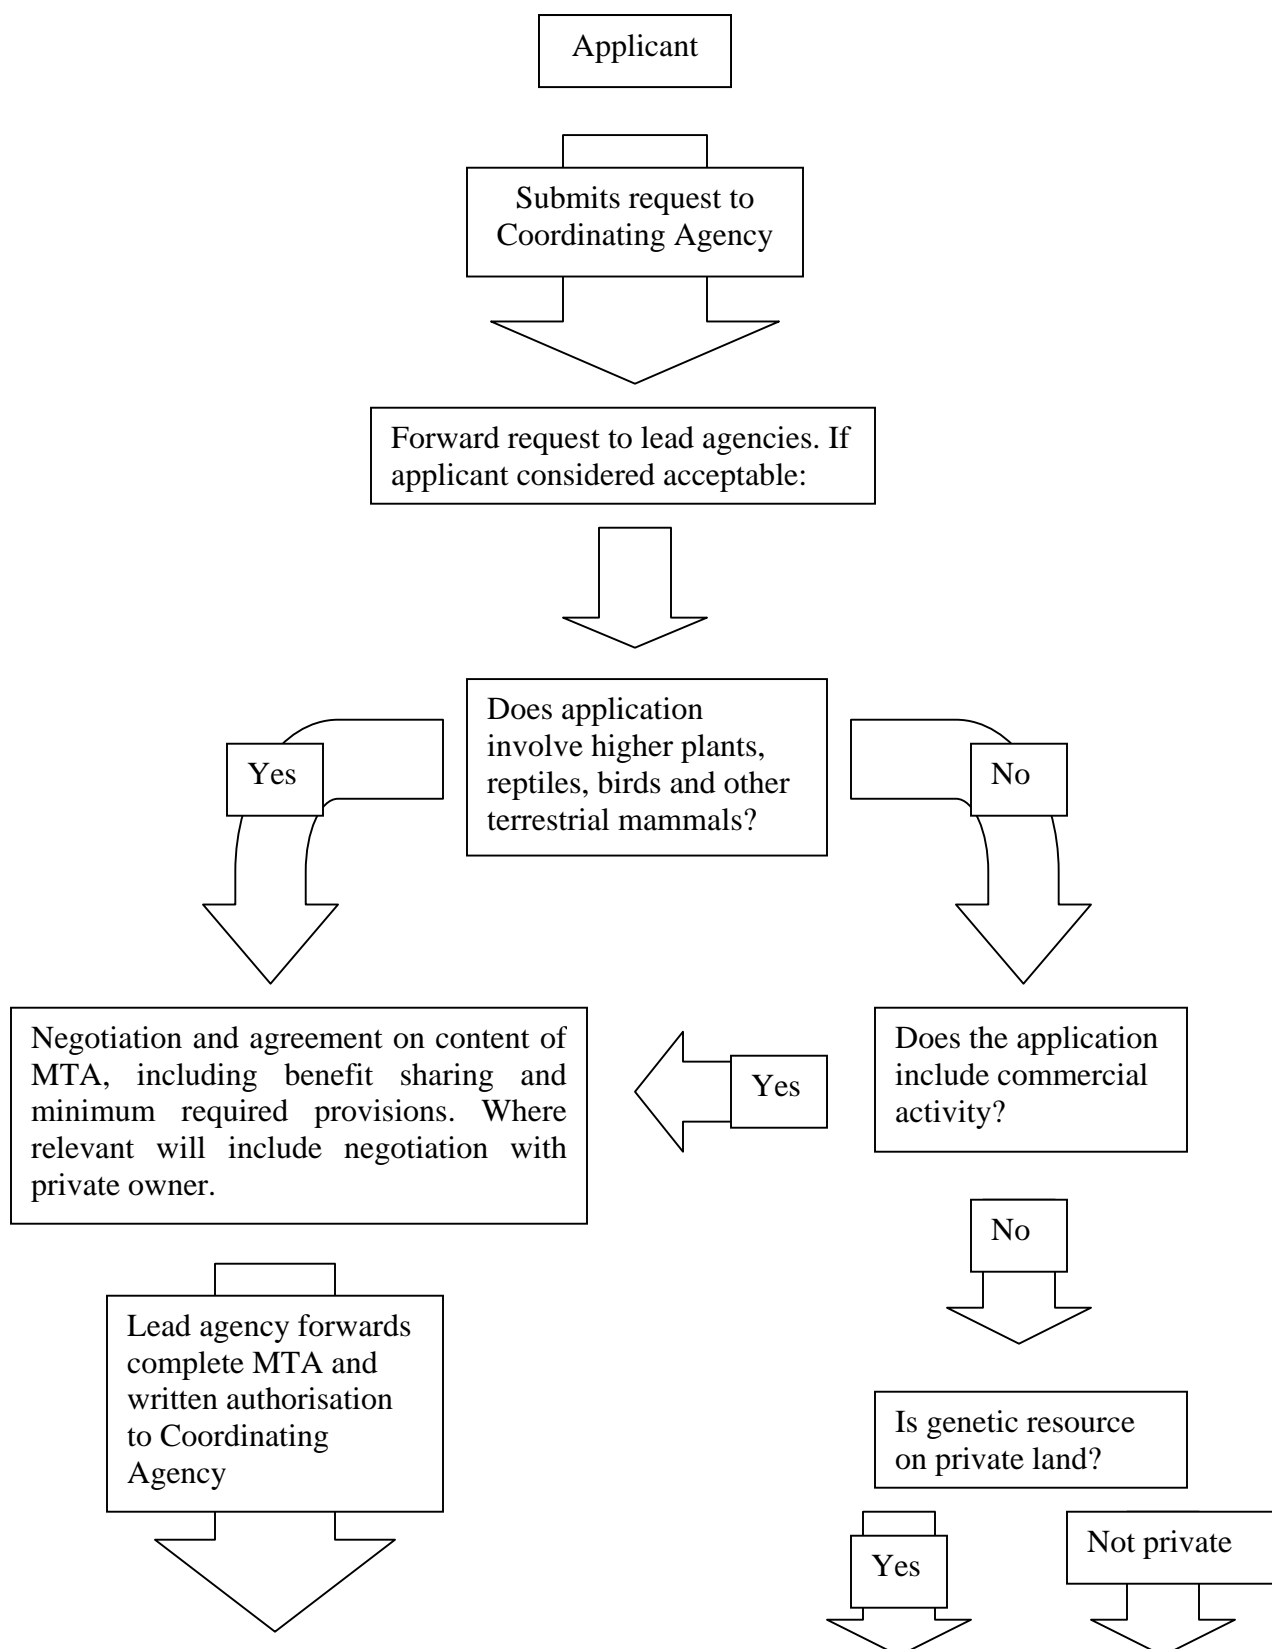 Applicant
Submits request to
Coordinating Agency
Forward request to lead agencies. If
applicant considered acceptable:
Does application
involve higher plants,
reptiles, birds and other
terrestrial mammals?
Yes
No
Negotiation and agreement on content of
MTA, including benefit sharing and
minimum required provisions. Where
relevant will include negotiation with
private owner.
Yes
Does the application
include commercial
activity?
No
Lead agency forwards
complete MTA and
written authorisation
to Coordinating
Agency
Is genetic resource
on private land?
Yes
Not private